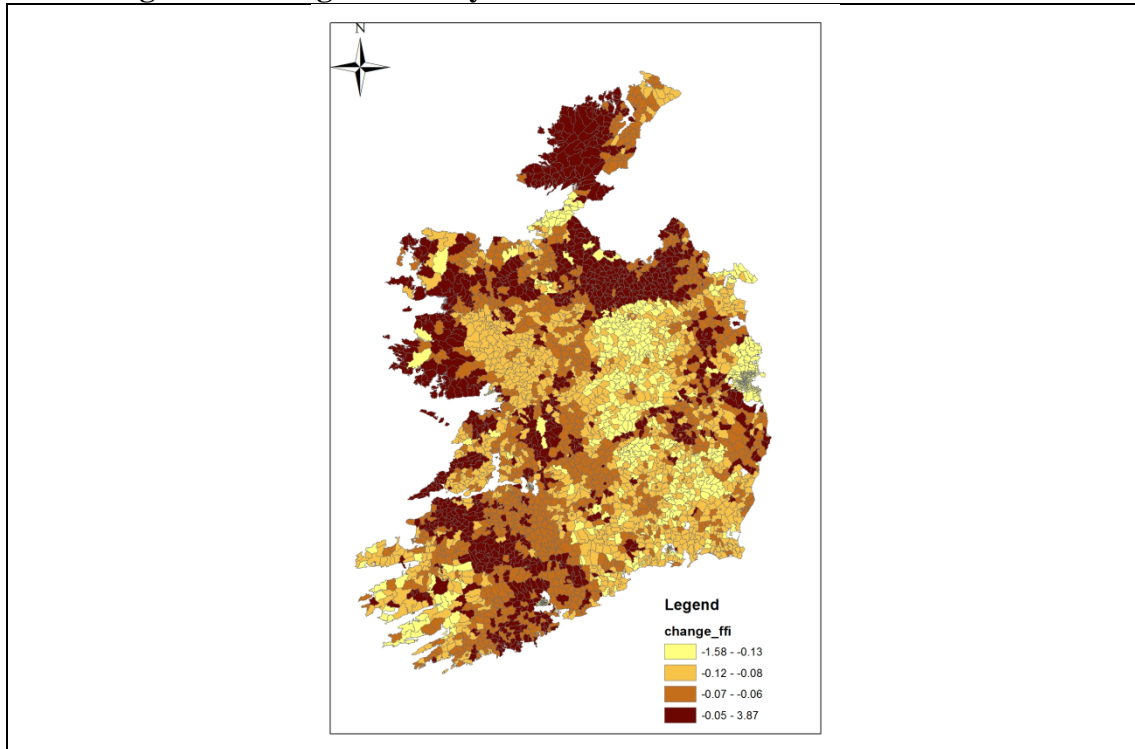 N
Legend
change_ffi
-1.58 - -0.13
-0.12 - -0.08
-0.07 - -0.06
-0.05 - 3.87